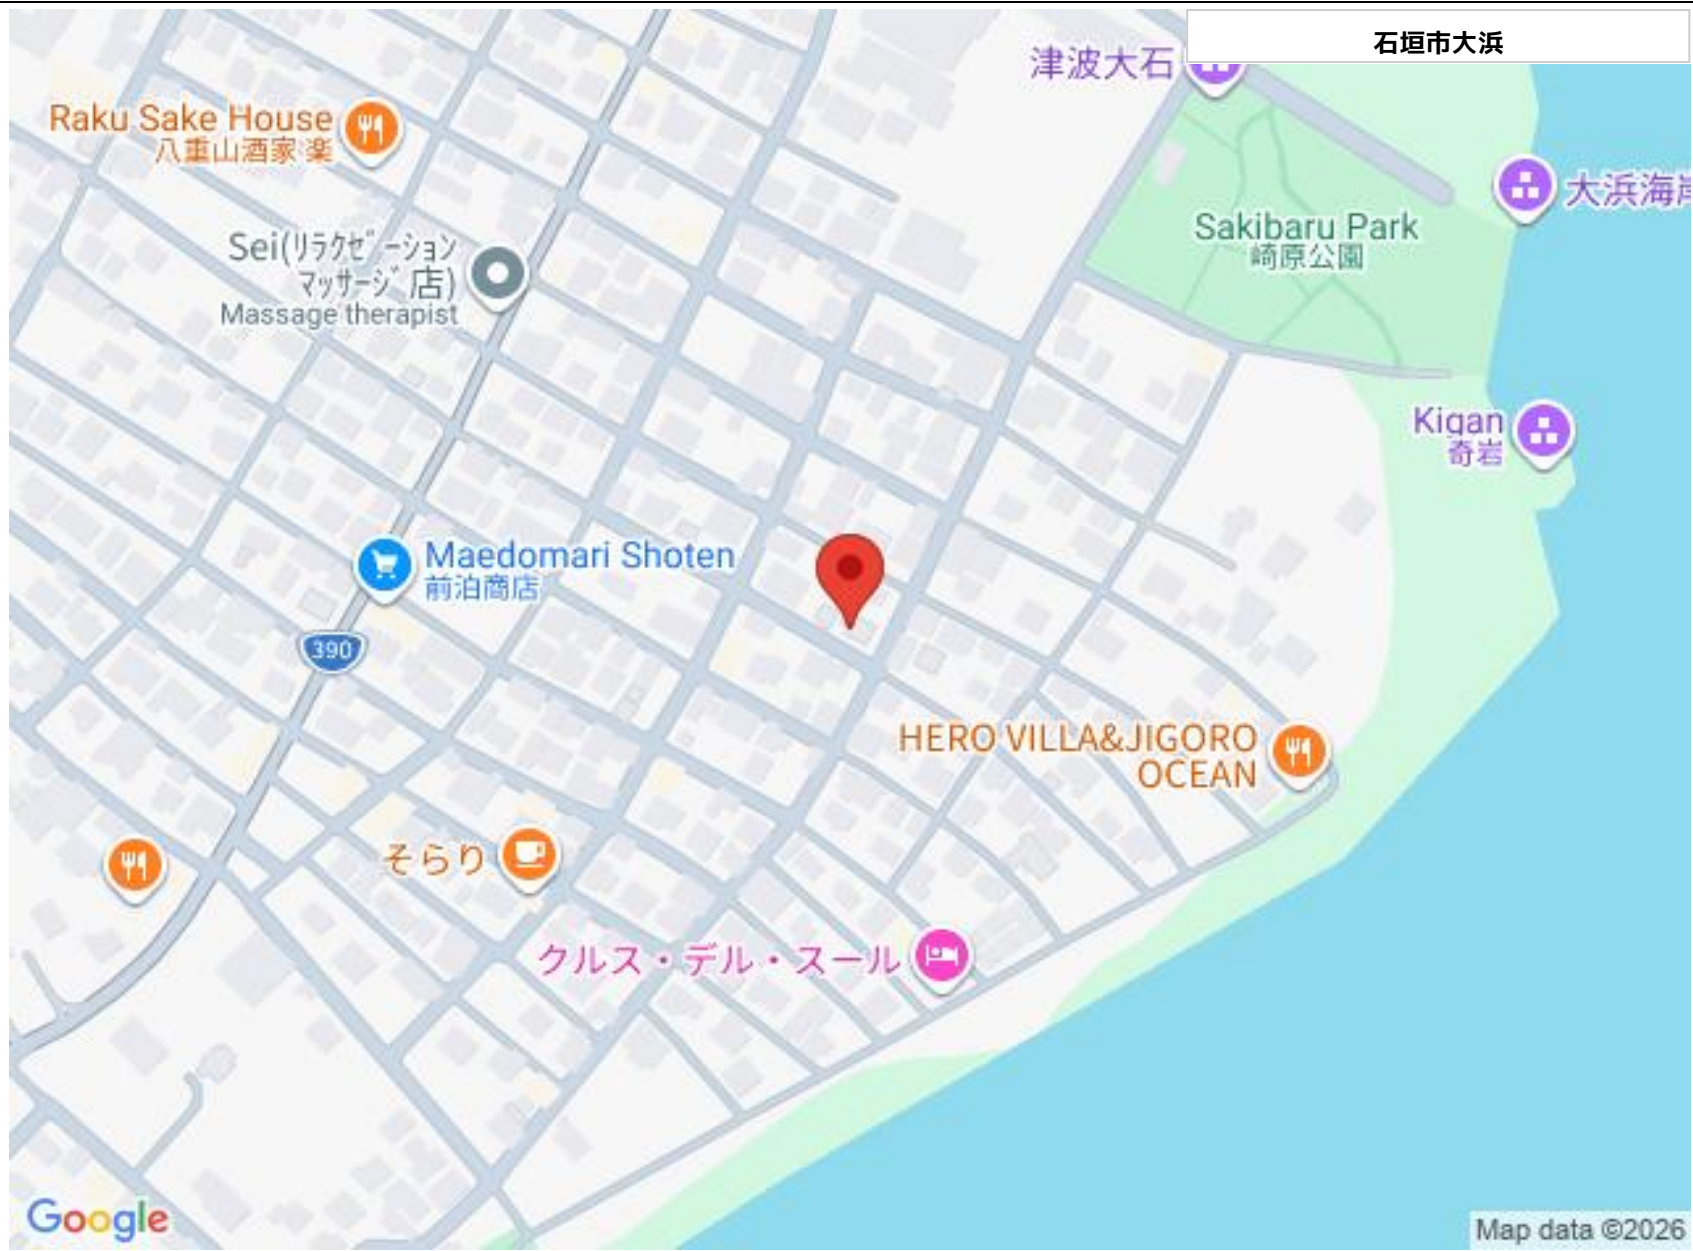 石垣市大浜
津波大石
Raku Sake House
八重山酒家 楽
大浜海岸
Sakibaru Park
崎原公園
Sei(ﾘﾗｸｾﾞｰｼｮﾝ
ﾏｯｻｰｼﾞ店)
Massage therapist
Kigan
奇岩
Maedomari Shoten
前泊商店
390
HERO VILLA&JIGORO
OCEAN
そらり
クルス・デル・スール
Google
Map data ©2026